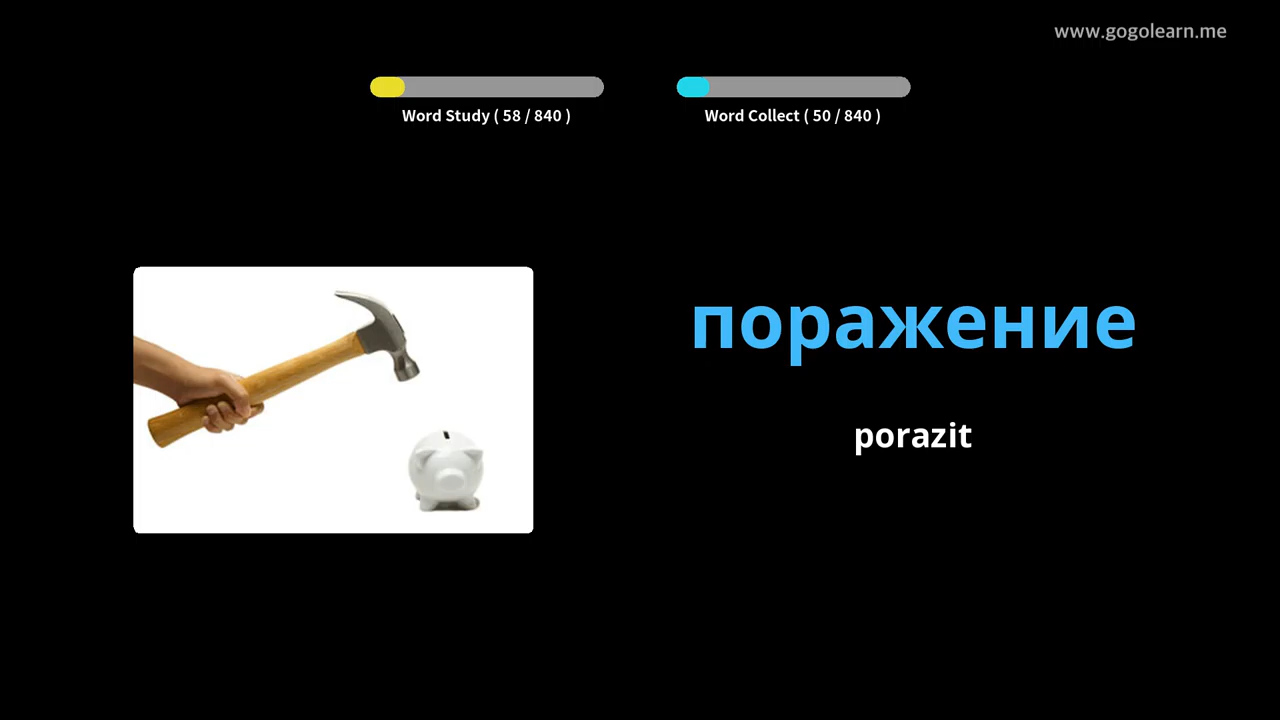 www.gogolearn.me
Word Study ( 58 / 840 )
Word Collect ( 50 / 840 )
поражение
porazit